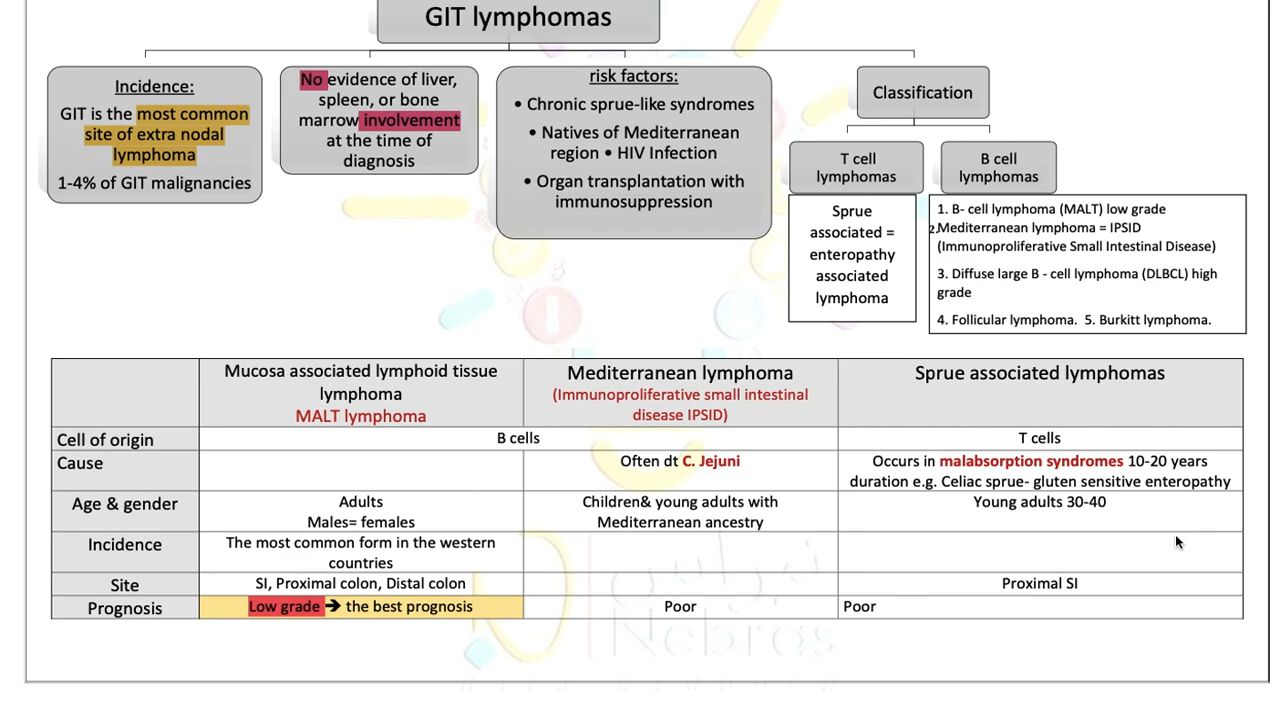 GIT lymphomas
Incidence:
GIT is the most common
site of extra nodal
lymphoma
1-4% of GIT malignancies
No evidence of liver,
spleen, or bone
marrow involvement
at the time of
diagnosis
risk factors:
• Chronic sprue-like syndromes
• Natives of Mediterranean
region • HIV Infection
• Organ transplantation with
immunosuppression
Classification
T cell
lymphomas
Sprue
associated =
enteropathy
associated
lymphoma
B cell
lymphomas
1. B- cell lymphoma (MALT) low grade
2.Mediterranean lymphoma = IPSID
(Immunoproliferative Small Intestinal Disease)
3. Diffuse large B - cell lymphoma (DLBCL) high
grade
4. Follicular lymphoma. 5. Burkitt lymphoma.
Mucosa associated lymphoid tissue
lymphoma
MALT lymphoma
Mediterranean lymphoma
(Immunoproliferative small intestinal
disease IPSID)
Sprue associated lymphomas
Cell of origin
B cells
T cells
Cause
Often dt C. Jejuni
Occurs in malabsorption syndromes 10-20 years
duration e.g. Celiac sprue- gluten sensitive enteropathy
Age & gender
Adults
Males= females
Children& young adults with
Mediterranean ancestry
Young adults 30-40
Incidence
The most common form in the western
countries
Site
SI, Proximal colon, Distal colon
Proximal SI
Prognosis
Low grade ➔ the best prognosis
Poor
Poor
نبراس
Nebras